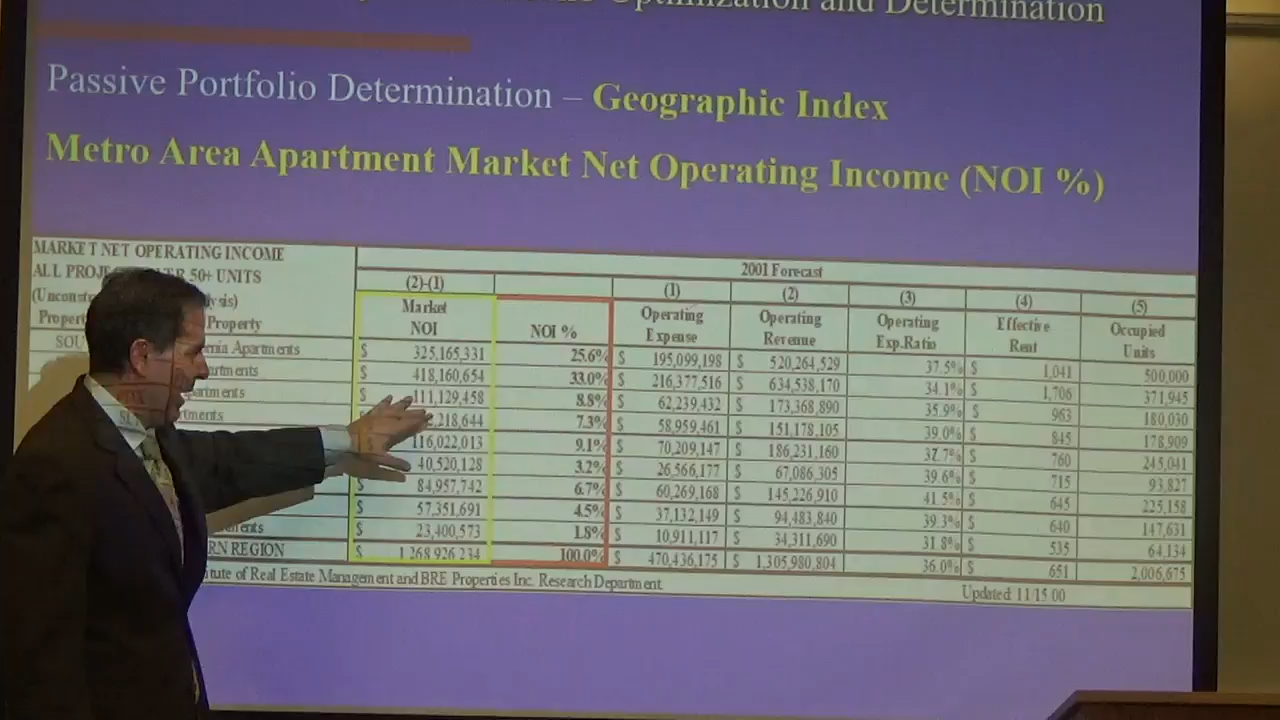 Optimization and Determination
Passive Portfolio Determination – Geographic Index
Metro Area Apartment Market Net Operating Income (NOI %)
MARKET NET OPERATING INCOME
ALL 50+ UNITS
2001 Forecast
(2)-(1) (1) (2) (3) (4) (5)
Property Market NOI NOI % Operating Expense Operating Revenue Operating Exp.Ratio Effective Rent Occupied Units
Apartments $ 325,165,331 25.6% $ 195,099,198 $ 520,264,529 37.5% $ 1,041 500,000
$ 418,160,654 33.0% $ 216,377,516 $ 634,538,170 34.1% $ 1,706 371,945
$ 111,129,458 8.8% $ 62,239,432 $ 173,368,890 35.9% $ 963 180,030
2,218,644 7.3% $ 58,959,461 $ 151,178,105 39.0% $ 845 178,909
116,022,013 9.1% $ 70,209,147 $ 186,231,160 37.7% $ 760 245,041
40,520,128 3.2% $ 26,566,177 $ 67,086,305 39.6% $ 715 93,827
$ 84,957,742 6.7% $ 60,269,168 $ 145,226,910 41.5% $ 645 225,158
$ 57,351,691 4.5% $ 37,132,149 $ 94,483,840 39.3% $ 640 147,631
$ 23,400,573 1.8% $ 10,911,117 $ 34,311,690 31.8% $ 535 64,134
REGION $ 1,268,926,234 100.0% $ 470,436,175 $ 1,305,980,804 36.0% $ 651 2,006,675
of Real Estate Management and BRE Properties Inc. Research Department.
Updated 11/15/00